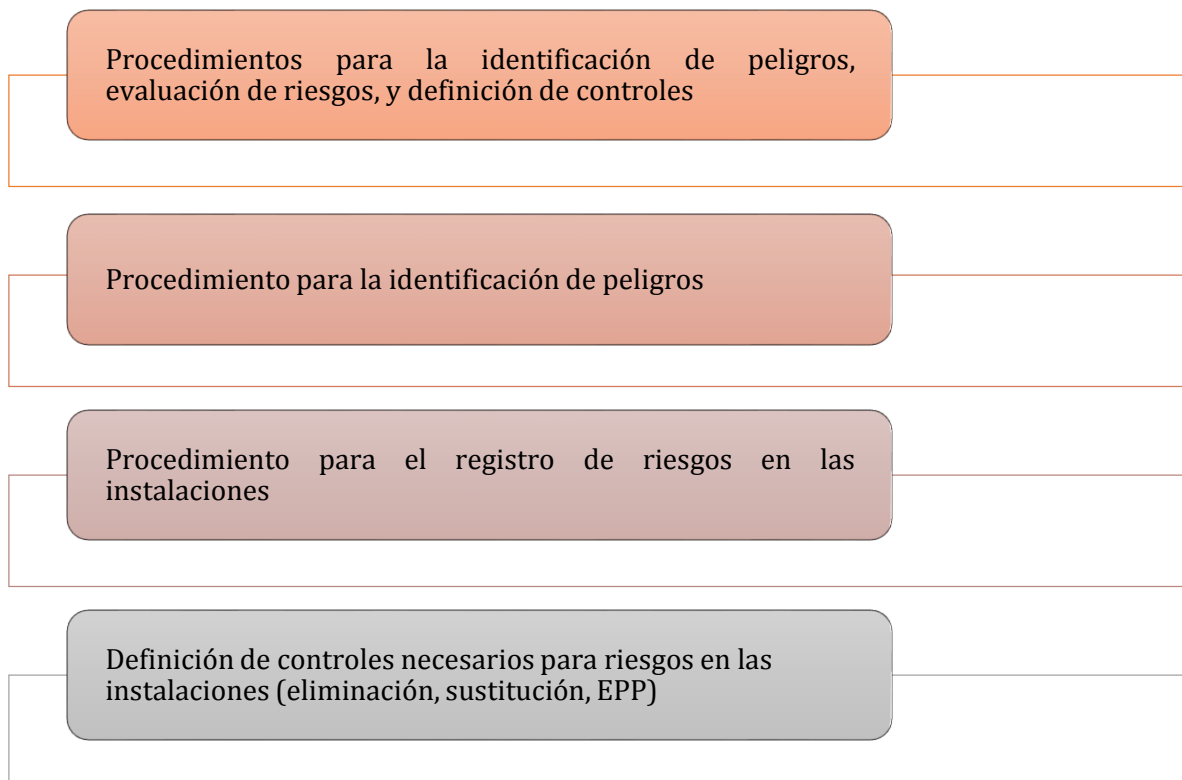 Procedimientos para la identificación de peligros,
evaluación de riesgos, y definición de controles
Procedimiento para la identificación de peligros
Procedimiento para el registro de riesgos en las
instalaciones
Definición de controles necesarios para riesgos en las
instalaciones (eliminación, sustitución, EPP)